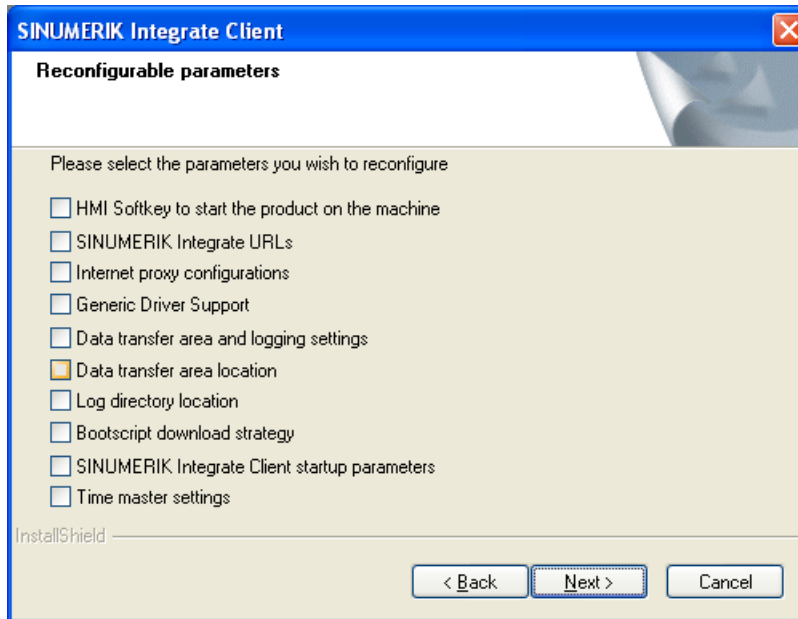 SINUMERIK Integrate Client
Reconfigurable parameters
Please select the parameters you wish to reconfigure
HMI Softkey to start the product on the machine
SINUMERIK Integrate URLs
Internet proxy configurations
Generic Driver Support
Data transfer area and logging settings
Data transfer area location
Log directory location
Bootscript download strategy
SINUMERIK Integrate Client startup parameters
Time master settings
InstallShield
< Back Next > Cancel